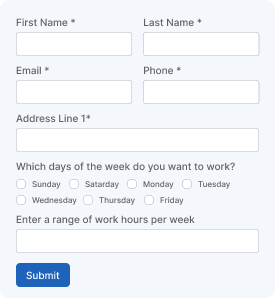 First Name * Last Name *
Email * Phone *
Address Line 1*
Which days of the week do you want to work?
Sunday Satarday Monday Tuesday
Wednesday Thursday Friday
Enter a range of work hours per week
Submit